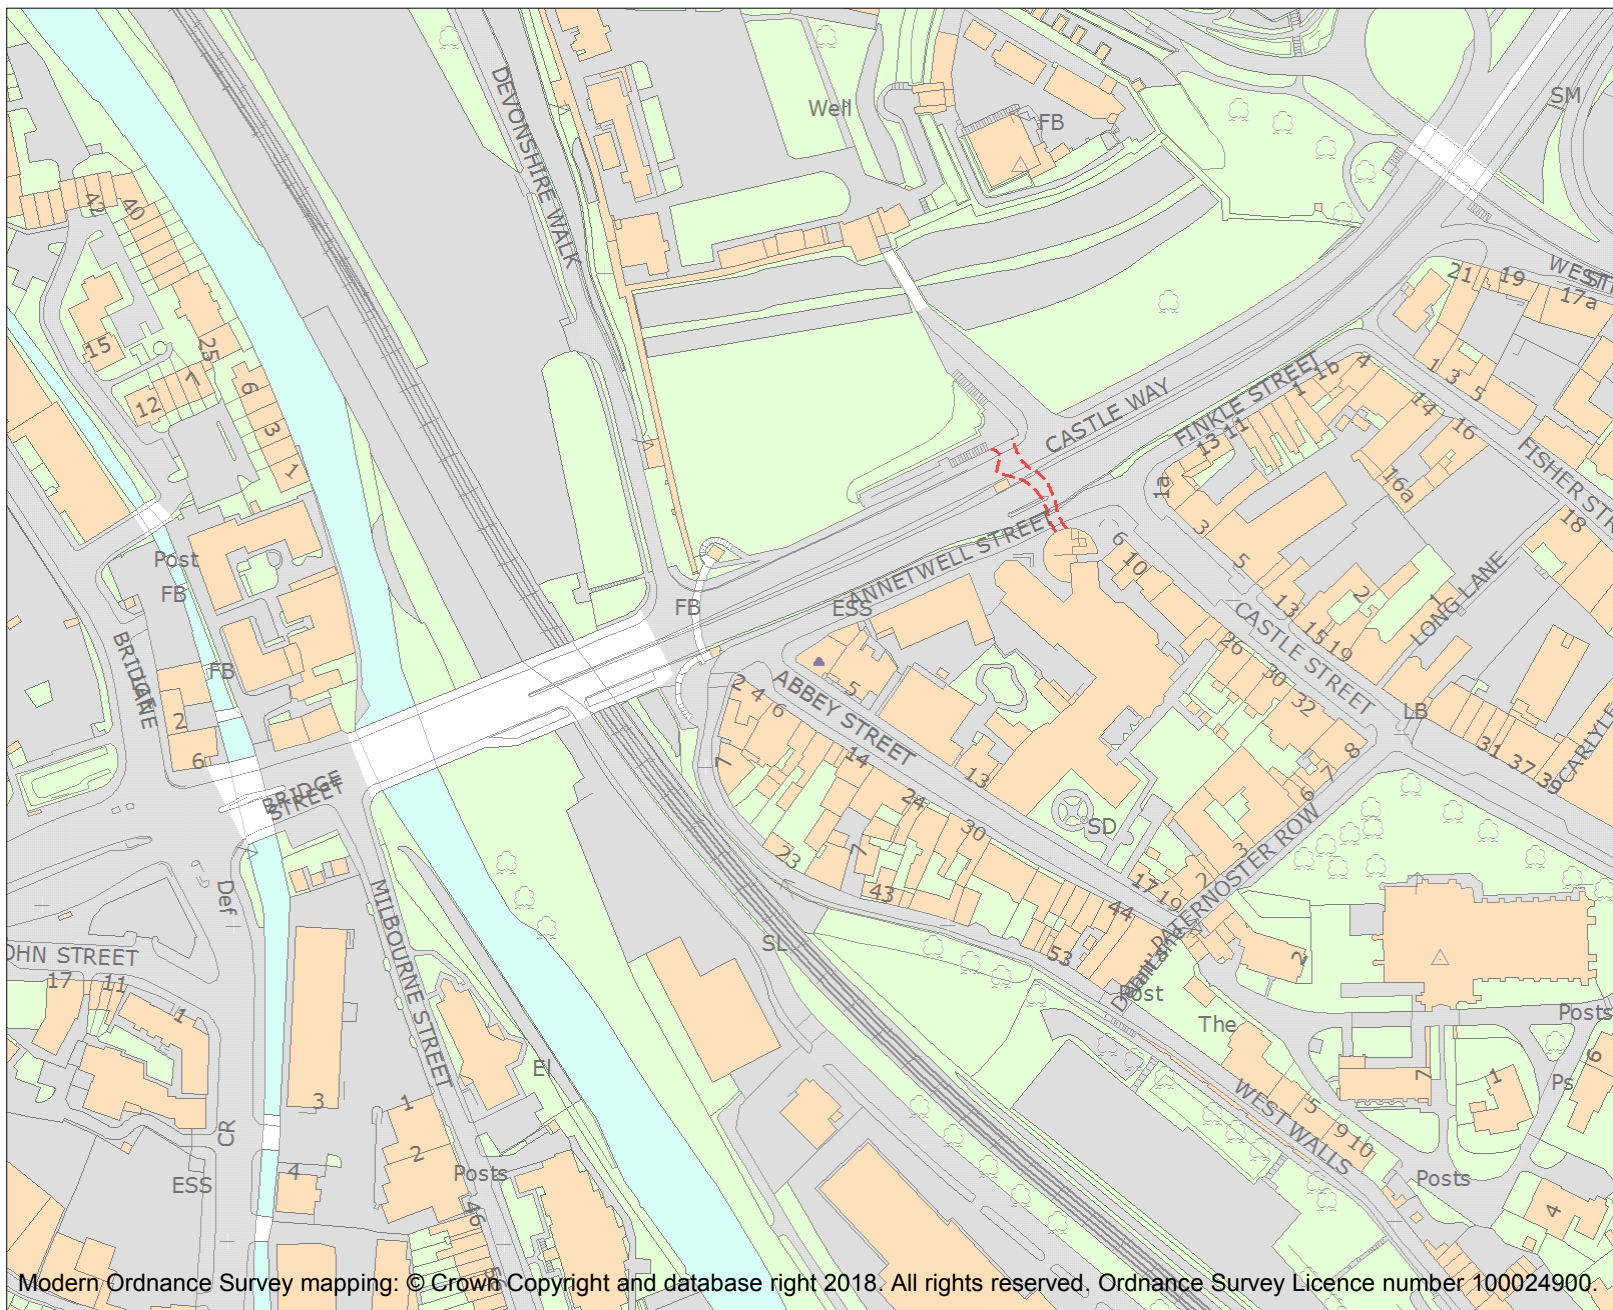 SM
DEVONSHIRE WALK
Well
FB
42
40
21
19
WEST
17a
15
25
7
6
12
3
1
CASTLE WAY
FINKLE STREET
1
1b
4
1
3
5
14
16
13
11
FISHER STR
1a
16a
18
3
5
Post
FB
ANNETWELL STREET
6
10
ESS
FB
13
15
19
2
1
LONG LANE
CASTLE STREET
BRIDGE
LANE
FB
2
6
ABBEY STREET
5
2
4
6
7
14
13
24
30
26
30
32
8
7
6
3
2
LB
31
37
39
CARLYLE
BRIDGE
STREET
SD
PATERNOSTER ROW
23
7
43
17
19
44
53
Def
MILBOURNE STREET
SL
OHN STREET
17
11
1
Post
The
2
Posts
El
3
1
2
7
1
6
Ps
WEST WALLS
5
9
10
CR
4
ESS
Posts
46
Posts
4
Modern Ordnance Survey mapping: © Crown Copyright and database right 2018. All rights reserved. Ordnance Survey Licence number 100024900.